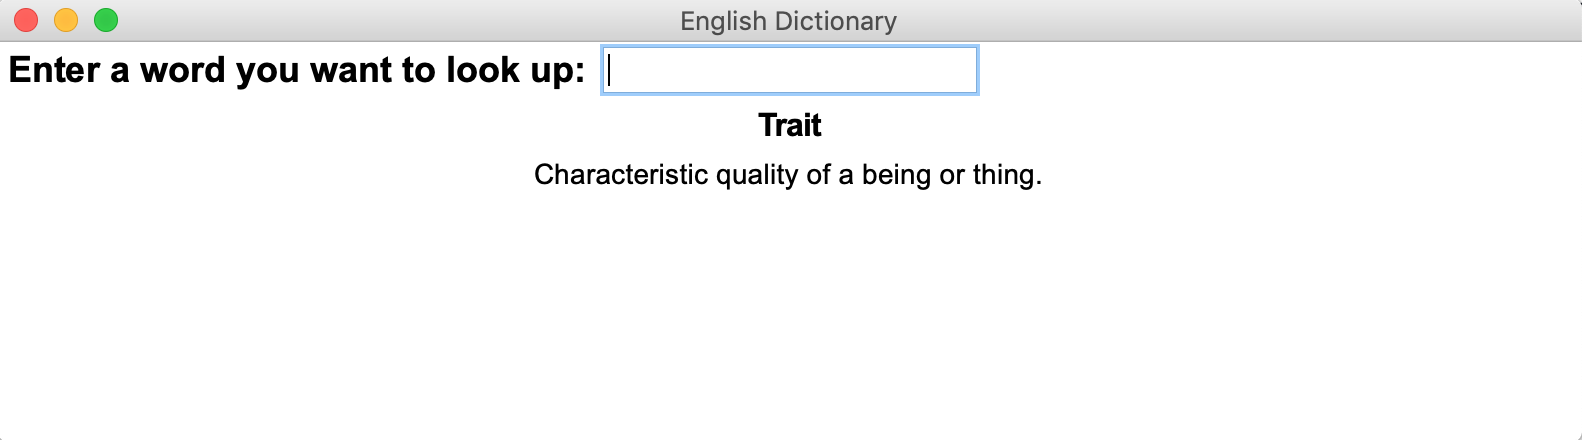 English Dictionary
Enter a word you want to look up:
Trait
Characteristic quality of a being or thing.